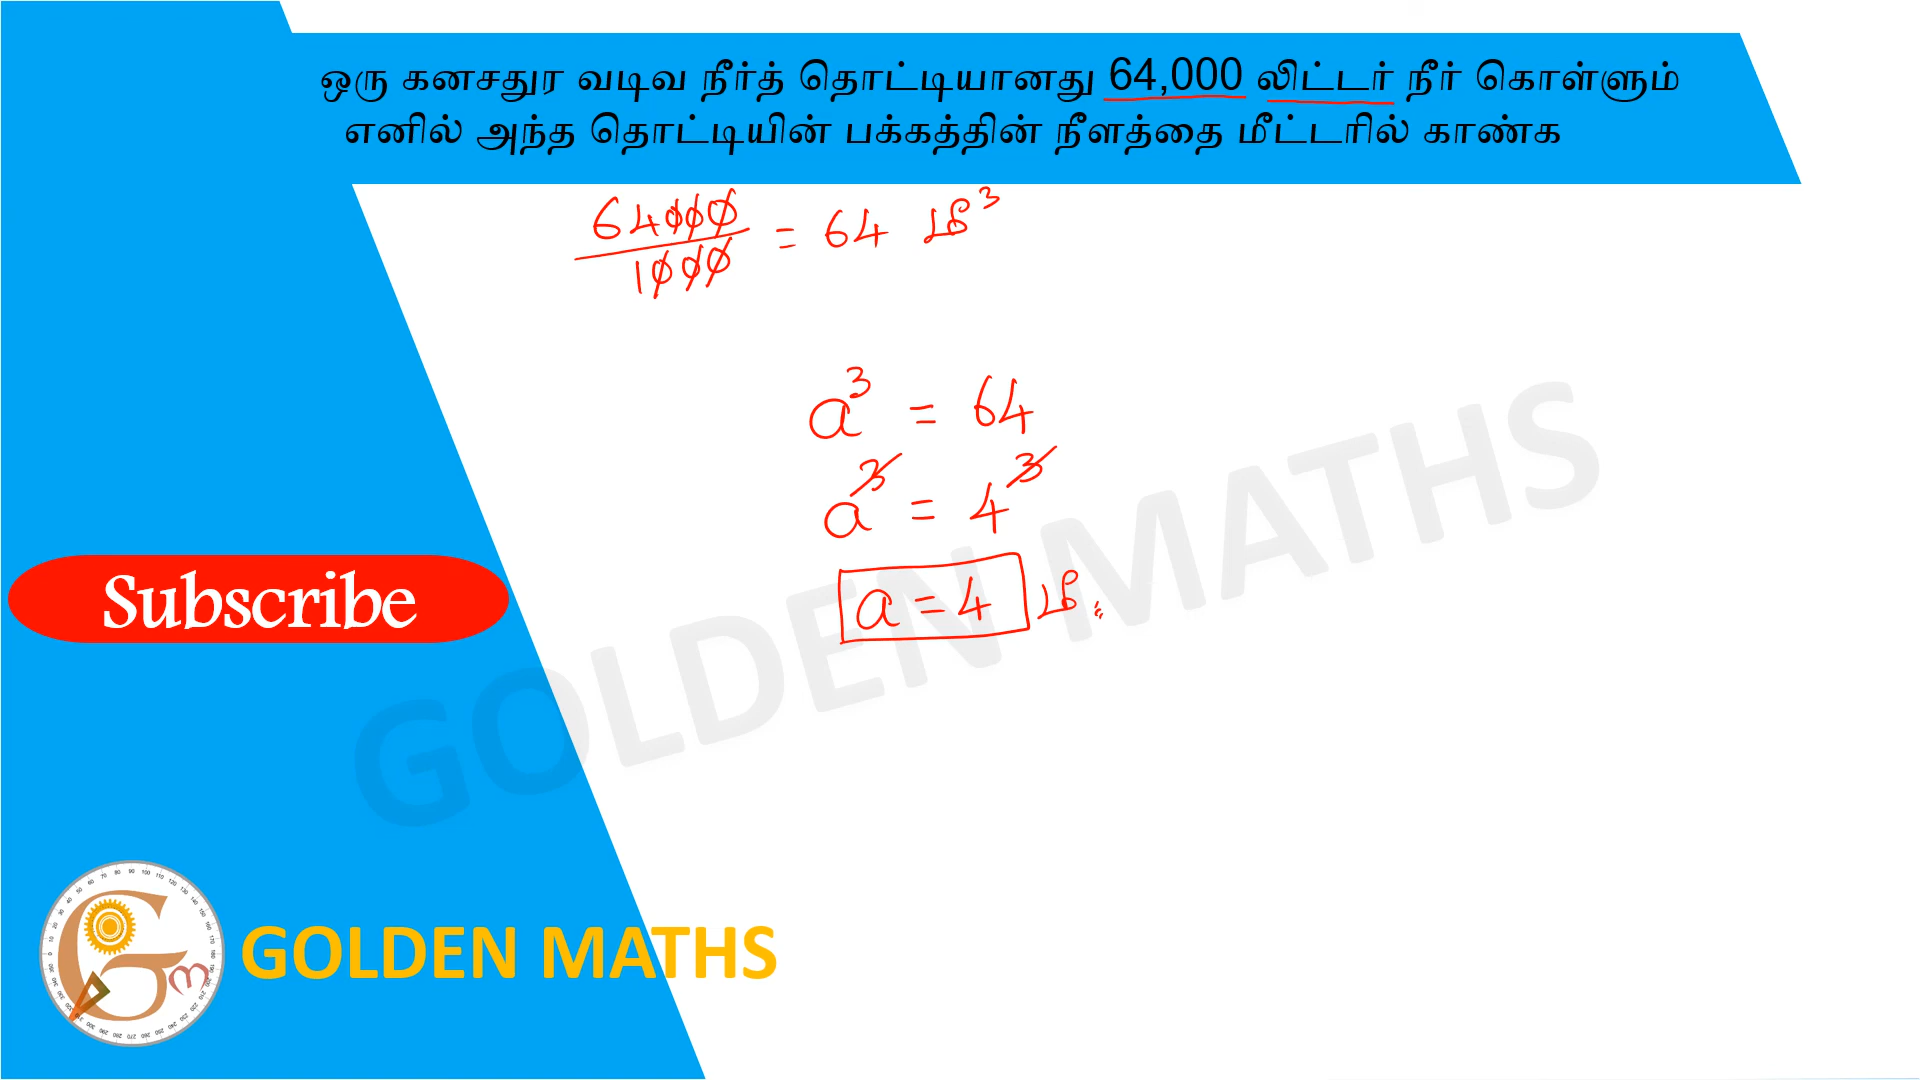 ஒரு கனசதுர வடிவ நீர்த் தொட்டியானது 64,000 லிட்டர் நீர் கொள்ளும்
எனில் அந்த தொட்டியின் பக்கத்தின் நீளத்தை மீட்டரில் காண்க
64000/1000 = 64 மீ³
a³ = 64
a³ = 4³
a = 4 மீ.
GOLDEN MATHS
Subscribe
GOLDEN MATHS